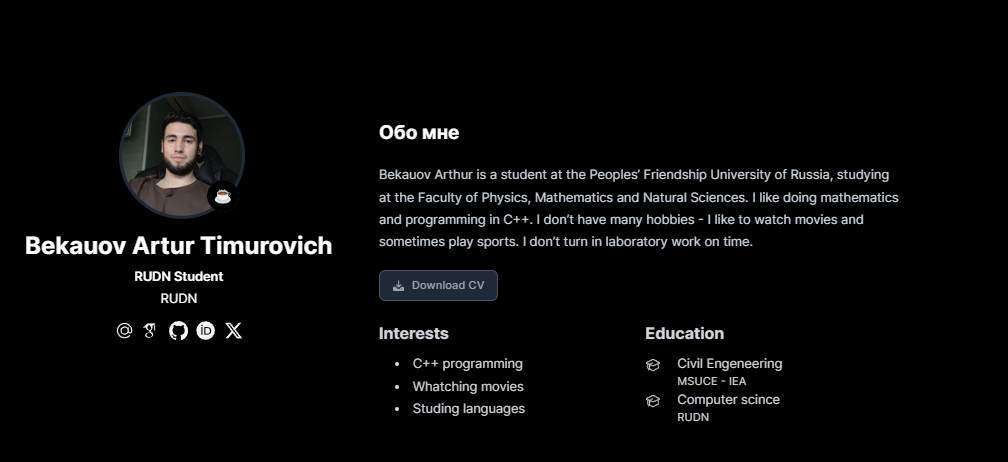 Bekauov Artur Timurovich
RUDN Student
RUDN
Обо мне
Bekauov Arthur is a student at the Peoples’ Friendship University of Russia, studying
at the Faculty of Physics, Mathematics and Natural Sciences. I like doing mathematics
and programming in C++. I don’t have many hobbies - I like to watch movies and
sometimes play sports. I don’t turn in laboratory work on time.
Download CV
Interests
• C++ programming
• Whatching movies
• Studing languages
Education
Civil Engeneering
MSUCE - IEA
Computer scince
RUDN